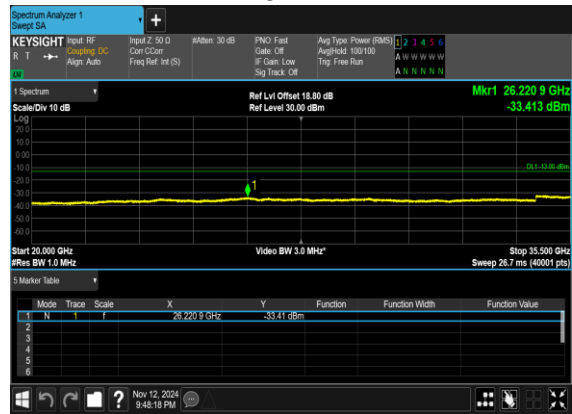 Spectrum Analyzer 1
Swept SA
KEYSIGHT Input: RF Input Z: 50 Ω #Atten: 30 dB PNO: Fast Avg Type: Power (RMS) 1 2 3 4 5 6
R T Coupling: DC Corr CCorr Gate: Off Avg|Hold: 100/100 A W W W W W
Align: Auto Freq Ref: Int (S) IF Gain: Low Trig: Free Run
Sig Track: Off A N N N N N
1 Spectrum Ref Lvl Offset 18.80 dB Mkr1 26.220 9 GHz
Scale/Div 10 dB Ref Level 30.00 dBm -33.413 dBm
Log
20.0
10.0
0.00
-10.0 DL1 -13.00 dBm
-20.0
1
-30.0
-40.0
-50.0
-60.0
Start 20.000 GHz Video BW 3.0 MHz* Stop 35.500 GHz
#Res BW 1.0 MHz Sweep 26.7 ms (40001 pts)
5 Marker Table
Mode Trace Scale X Y Function Function Width Function Value
1 N 1 f 26.220 9 GHz -33.41 dBm
2
3
4
5
6
? Nov 12, 2024
9:48:18 PM